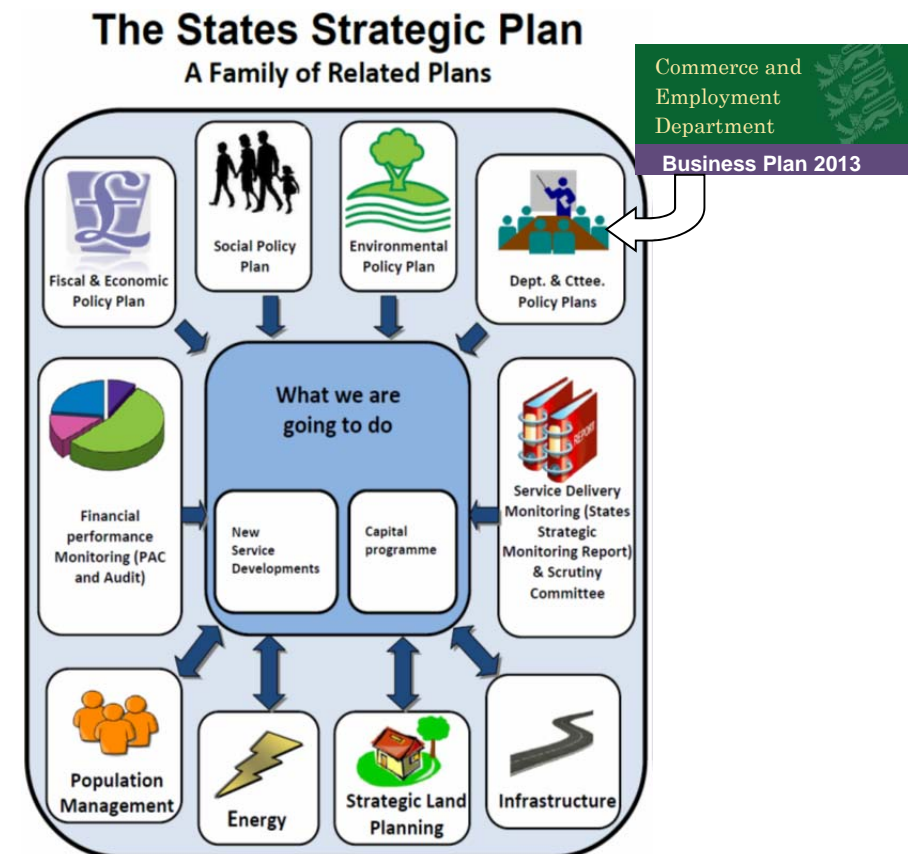 The States Strategic Plan
A Family of Related Plans
Commerce and
Employment
Department
Business Plan 2013
Fiscal & Economic
Policy Plan
Social Policy
Plan
Environmental
Policy Plan
Dept. & Cttee.
Policy Plans
What we are
going to do
New
Service
Developments
Capital
programme
Financial
performance
Monitoring (PAC
and Audit)
REPORT
Service Delivery
Monitoring (States
Strategic
Monitoring Report)
& Scrutiny
Committee
Population
Management
Energy
Strategic Land
Planning
Infrastructure